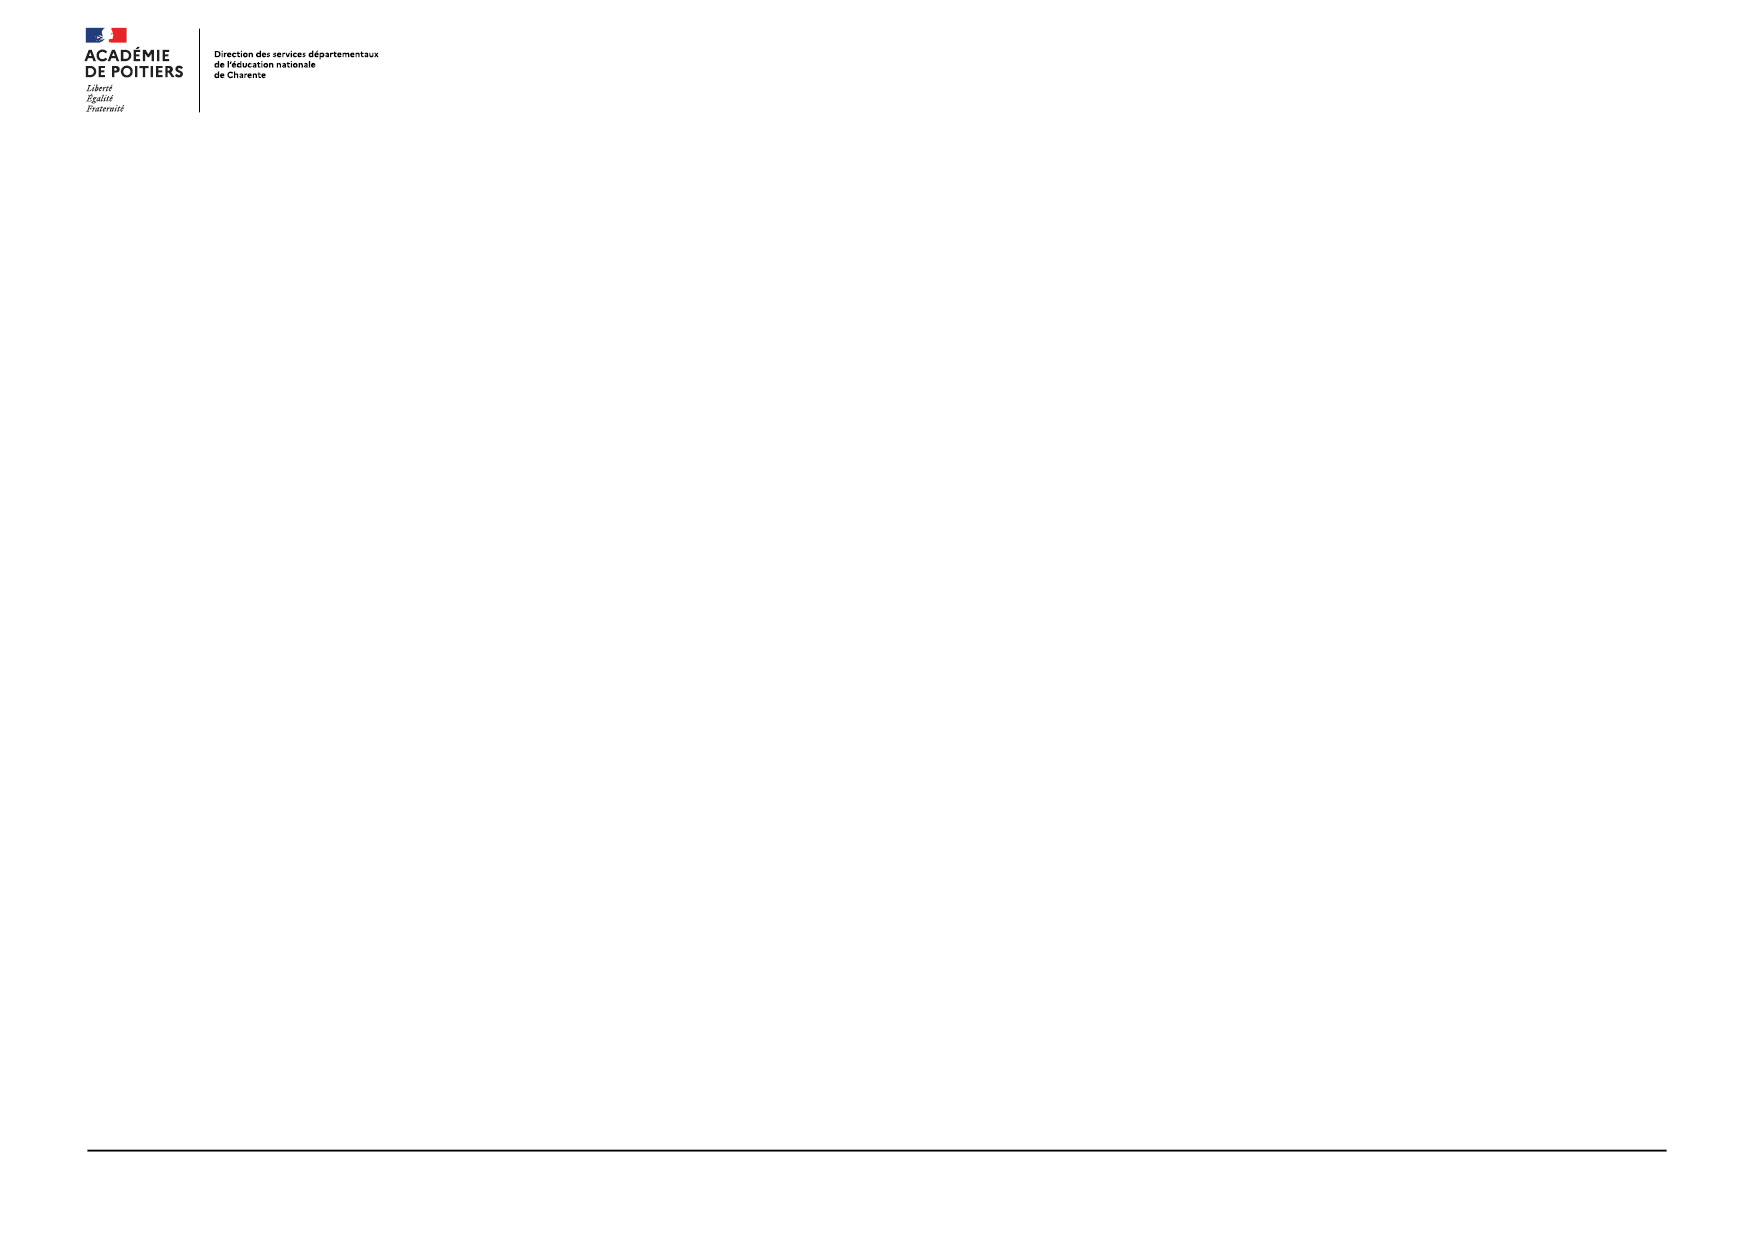 ACADÉMIE
DE POITIERS
Liberté
Égalité
Fraternité
Direction des services départementaux
de l'éducation nationale
de Charente